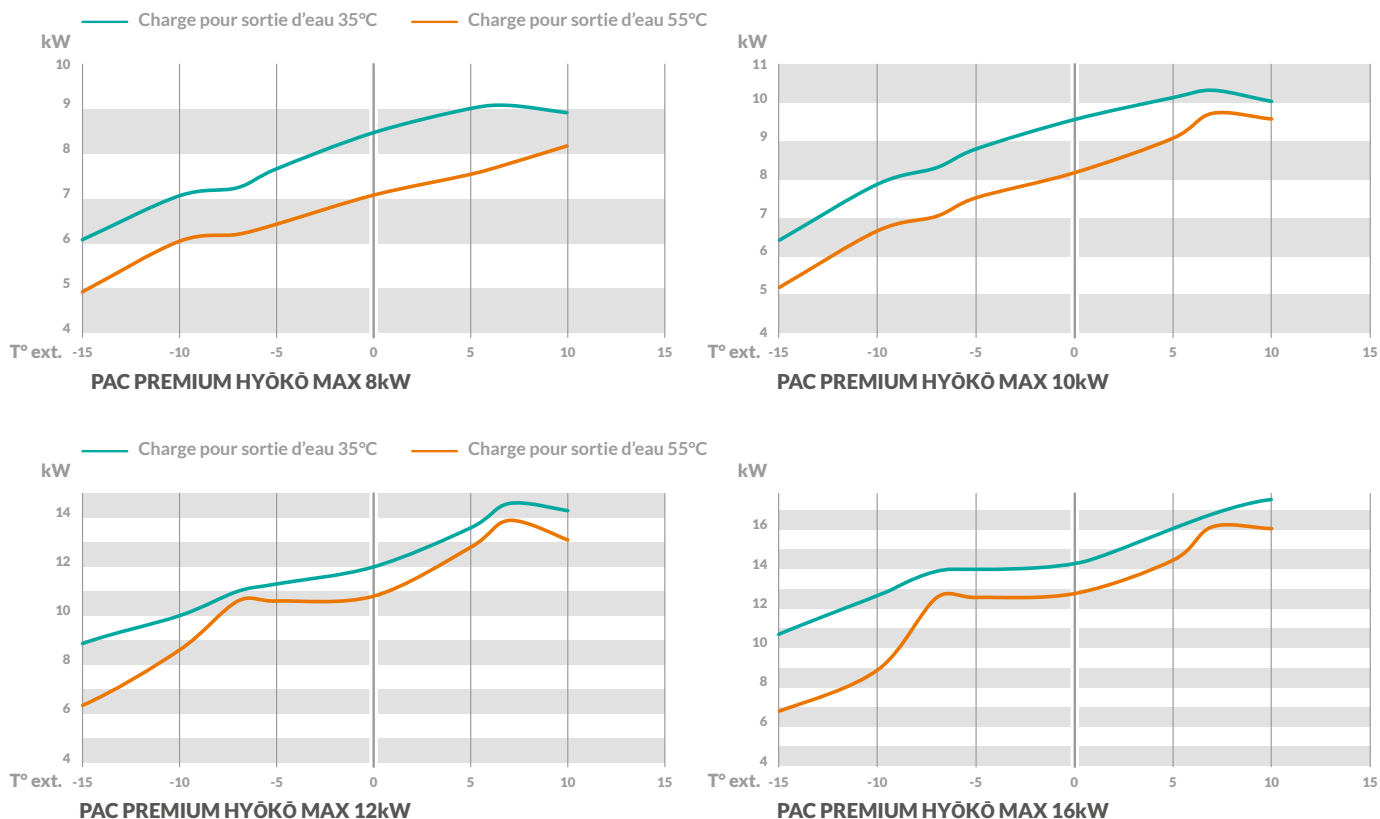 Charge pour sortie d'eau 35°C Charge pour sortie d'eau 55°C
kW
10
9
8
7
6
5
4
T° ext. -15 -10 -5 0 5 10 15
PAC PREMIUM HYŌKŌ MAX 8kW
kW
11
10
9
8
7
6
5
4
T° ext. -15 -10 -5 0 5 10 15
PAC PREMIUM HYŌKŌ MAX 10kW
Charge pour sortie d'eau 35°C Charge pour sortie d'eau 55°C
kW
14
12
10
8
6
4
T° ext. -15 -10 -5 0 5 10 15
PAC PREMIUM HYŌKŌ MAX 12kW
kW
16
14
12
10
8
6
4
T° ext. -15 -10 -5 0 5 10 15
PAC PREMIUM HYŌKŌ MAX 16kW